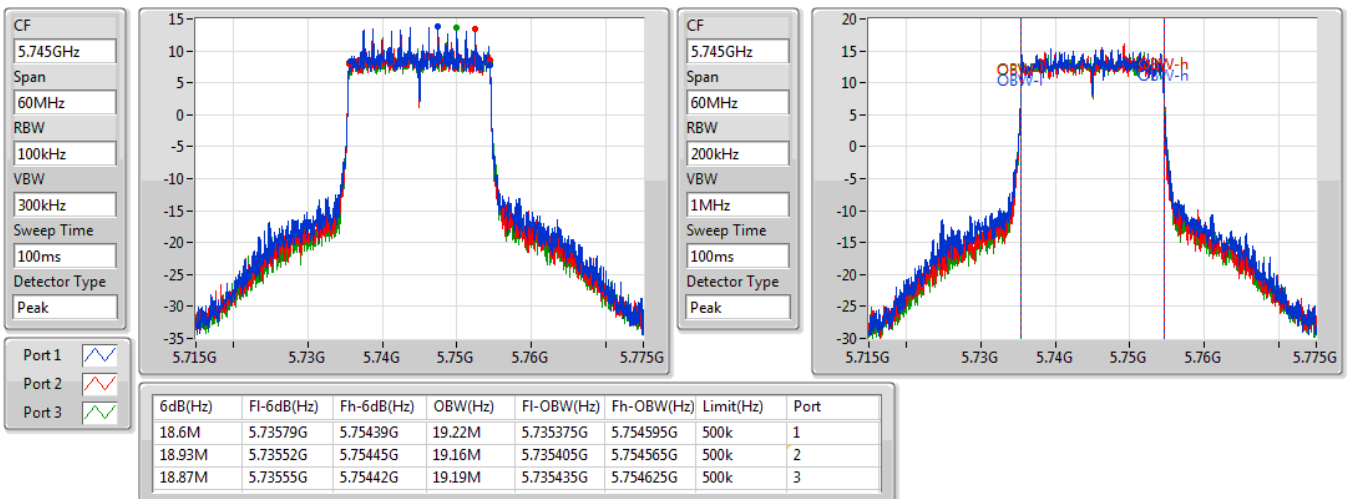 CF
5.745GHz
Span
60MHz
RBW
100kHz
VBW
300kHz
Sweep Time
100ms
Detector Type
Peak
15
10
5
0
-5
-10
-15
-20
-25
-30
-35
5.715G 5.73G 5.74G 5.75G 5.76G 5.775G
CF
5.745GHz
Span
60MHz
RBW
200kHz
VBW
1MHz
Sweep Time
100ms
Detector Type
Peak
20
15
10
5
0
-5
-10
-15
-20
-25
-30
OBW-l
OBW-h
OBW-h
5.715G 5.73G 5.74G 5.75G 5.76G 5.775G
Port 1
Port 2
Port 3
6dB(Hz) Fl-6dB(Hz) Fh-6dB(Hz) OBW(Hz) Fl-OBW(Hz) Fh-OBW(Hz) Limit(Hz) Port
18.6M 5.73579G 5.75439G 19.22M 5.735375G 5.754595G 500k 1
18.93M 5.73552G 5.75445G 19.16M 5.735405G 5.754565G 500k 2
18.87M 5.73555G 5.75442G 19.19M 5.735435G 5.754625G 500k 3